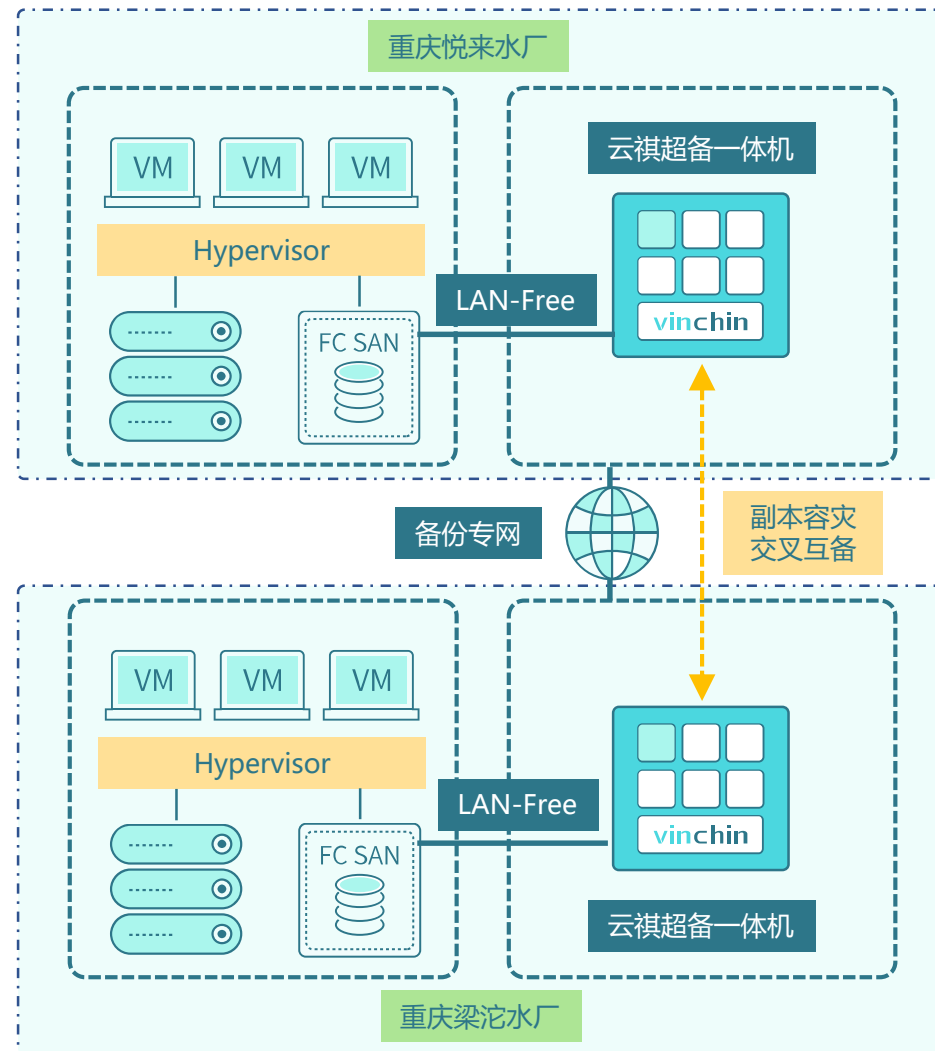 重庆悦来水厂
云祺超备一体机
VM
VM
VM
Hypervisor
LAN-Free
FC SAN
vinchin
备份专网
副本容灾
交叉互备
VM
VM
VM
Hypervisor
LAN-Free
FC SAN
vinchin
云祺超备一体机
重庆梁沱水厂